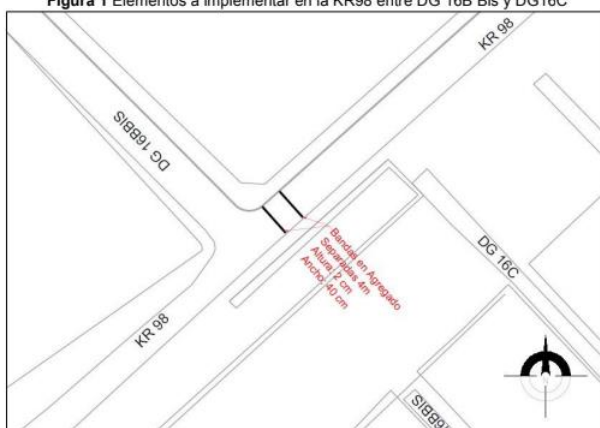 Figura 1 Elementos a implementar en la KR98 entre DG 16B Bis y DG16C
KR 98
DG 16BBIS
Bandas en Agregado
Separadas 4m
Altura: 2 cm
Ancho: 40 cm
DG 16C
KR 98
16BBIS